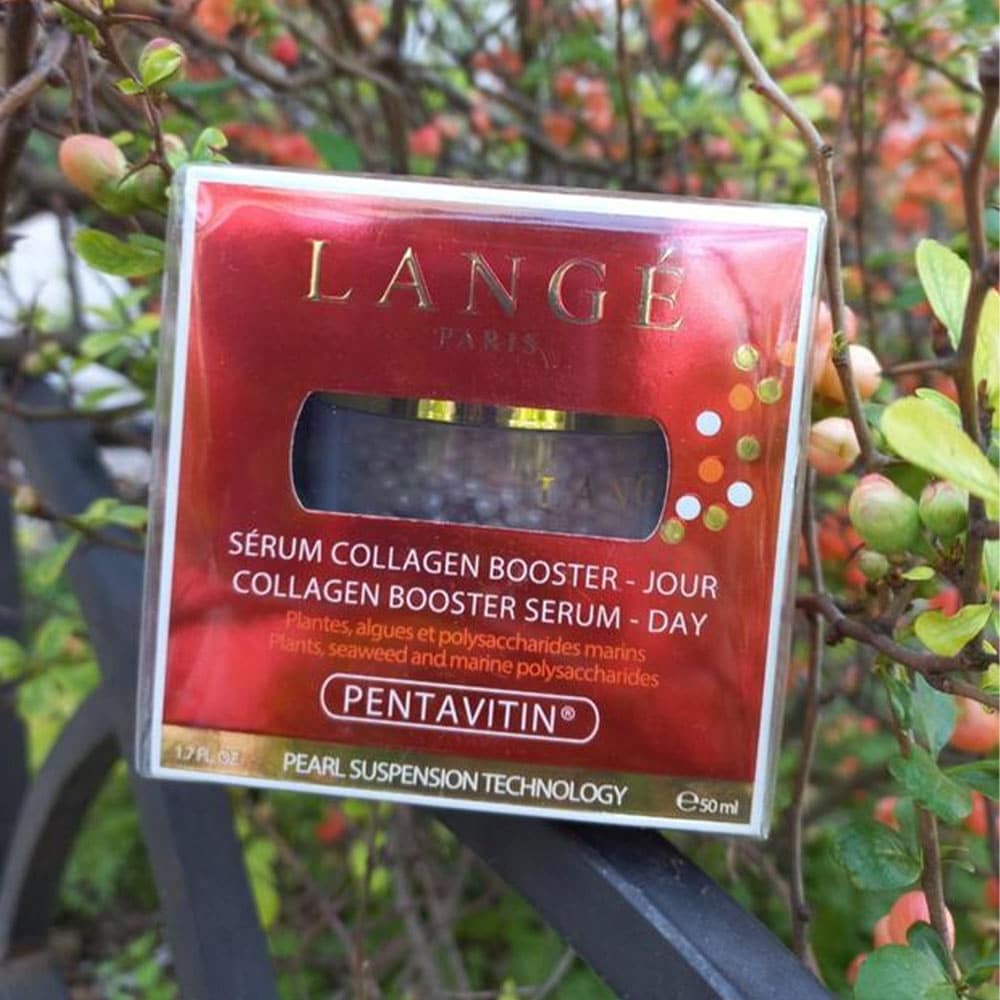 LANGÉ
PARIS
LANG
SÉRUM COLLAGEN BOOSTER - JOUR
COLLAGEN BOOSTER SERUM - DAY
Plantes, algues et polysaccharides marins
Plants, seaweed and marine polysaccharides
PENTAVITIN®
1.7 FL. OZ PEARL SUSPENSION TECHNOLOGY ℮50 ml